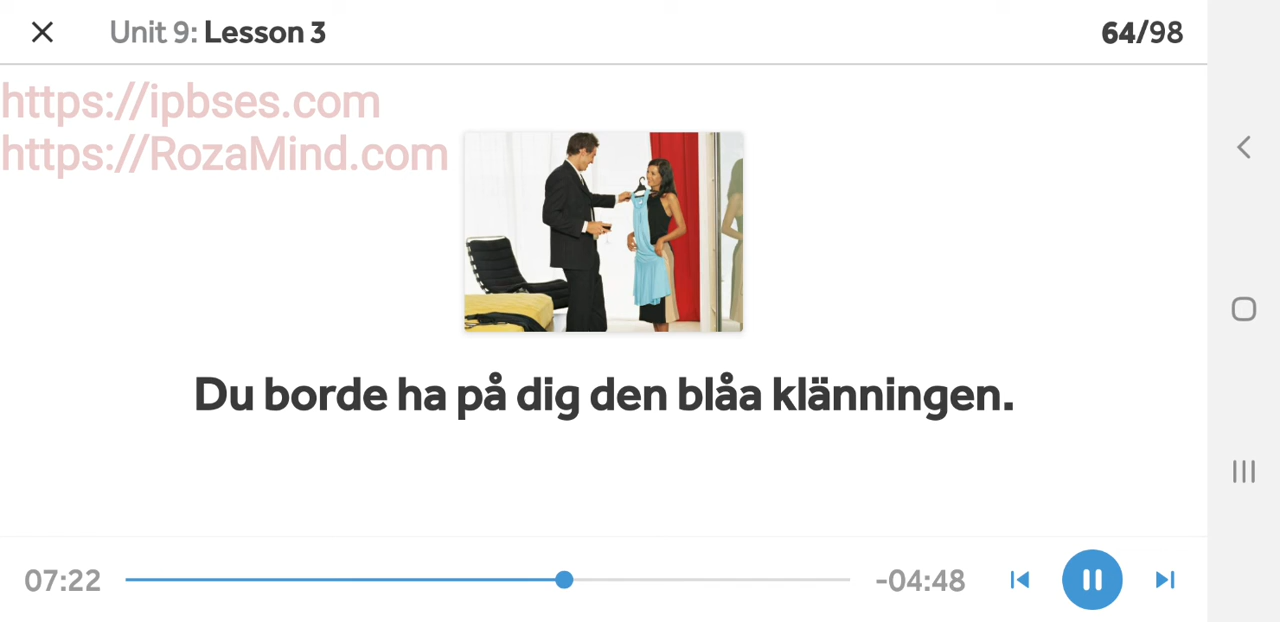 Unit 9: Lesson 3
64/98
https://ipbses.com
https://RozaMind.com
Du borde ha på dig den blåa klänningen.
07:22
-04:48